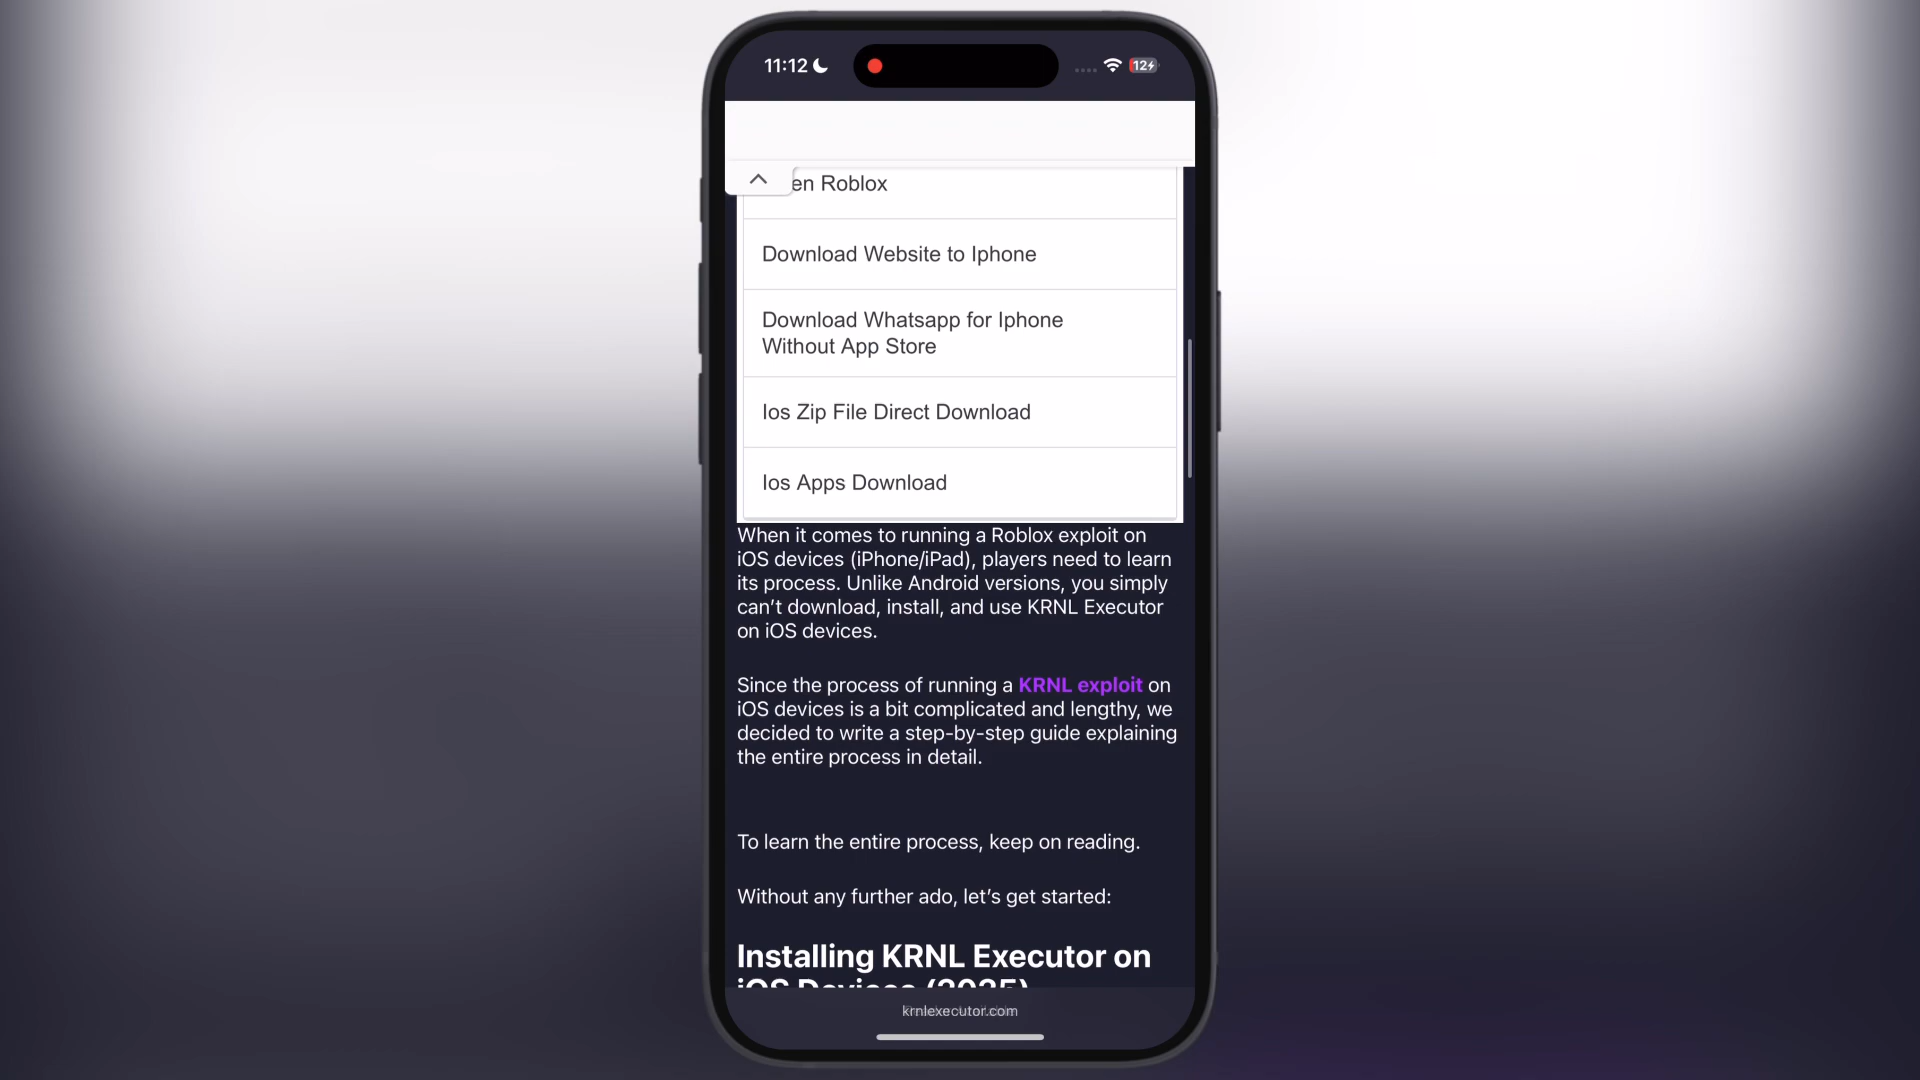 11:12
12
en Roblox
Download Website to Iphone
Download Whatsapp for Iphone
Without App Store
Ios Zip File Direct Download
Ios Apps Download
When it comes to running a Roblox exploit on
iOS devices (iPhone/iPad), players need to learn
its process. Unlike Android versions, you simply
can’t download, install, and use KRNL Executor
on iOS devices.
Since the process of running a KRNL exploit on
iOS devices is a bit complicated and lengthy, we
decided to write a step-by-step guide explaining
the entire process in detail.
To learn the entire process, keep on reading.
Without any further ado, let’s get started:
Installing KRNL Executor on
iOS Devices (2025)
krnlexecutor.com